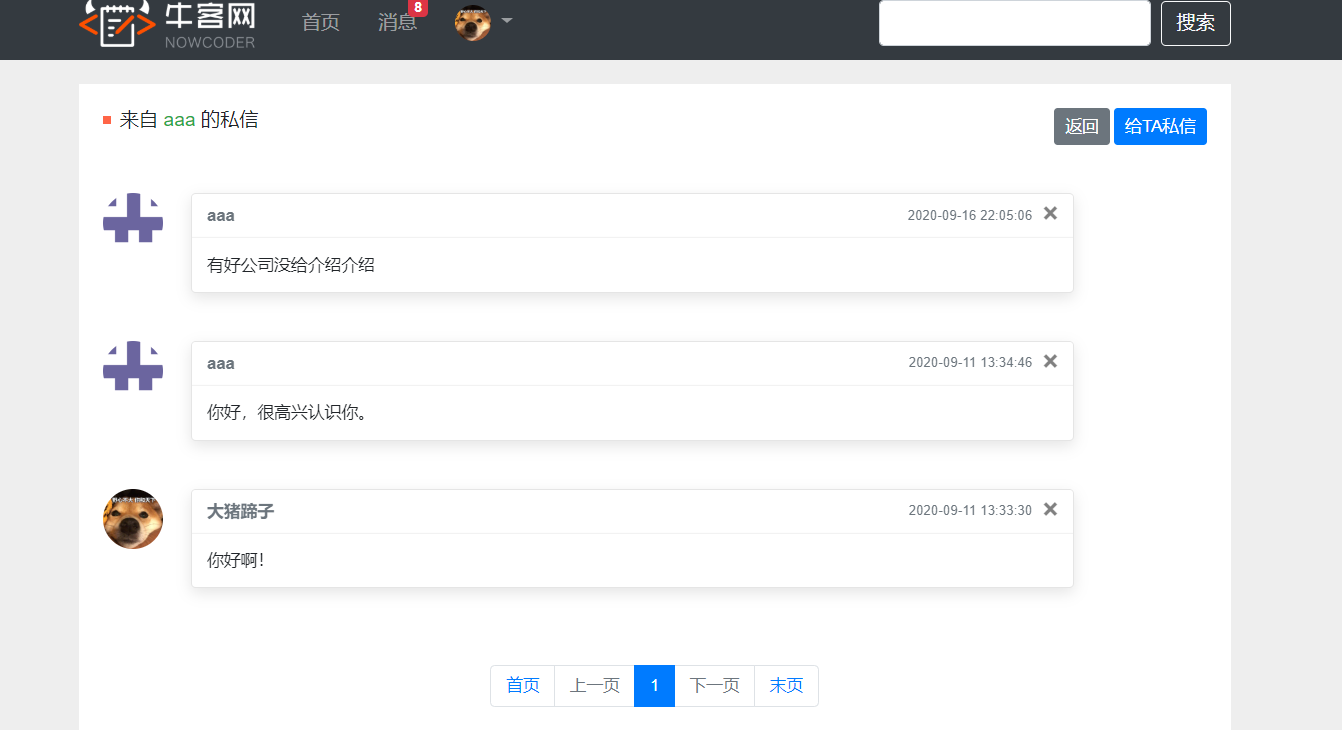 牛客网
NOWCODER
首页
消息
8
搜索
来自 aaa 的私信
返回
给TA私信
aaa
2020-09-16 22:05:06
有好公司没给介绍介绍
aaa
2020-09-11 13:34:46
你好，很高兴认识你。
大猪蹄子
2020-09-11 13:33:30
你好啊！
首页
上一页
1
下一页
末页